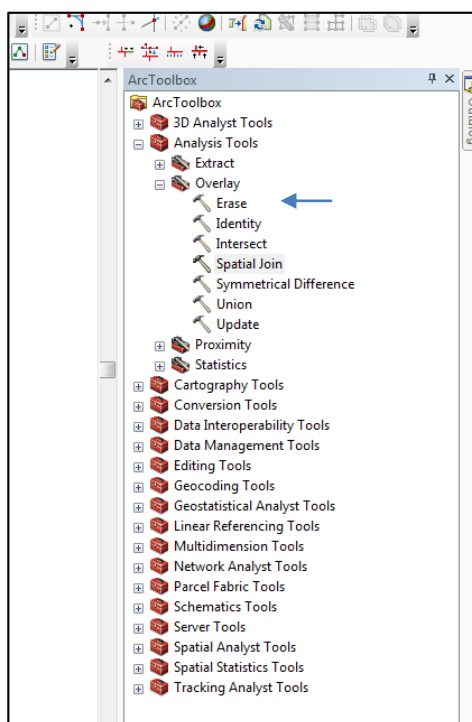 ArcToolbox
ArcToolbox
3D Analyst Tools
Analysis Tools
Extract
Overlay
Erase
Identity
Intersect
Spatial Join
Symmetrical Difference
Union
Update
Proximity
Statistics
Cartography Tools
Conversion Tools
Data Interoperability Tools
Data Management Tools
Editing Tools
Geocoding Tools
Geostatistical Analyst Tools
Linear Referencing Tools
Multidimension Tools
Network Analyst Tools
Parcel Fabric Tools
Schematics Tools
Server Tools
Spatial Analyst Tools
Spatial Statistics Tools
Tracking Analyst Tools